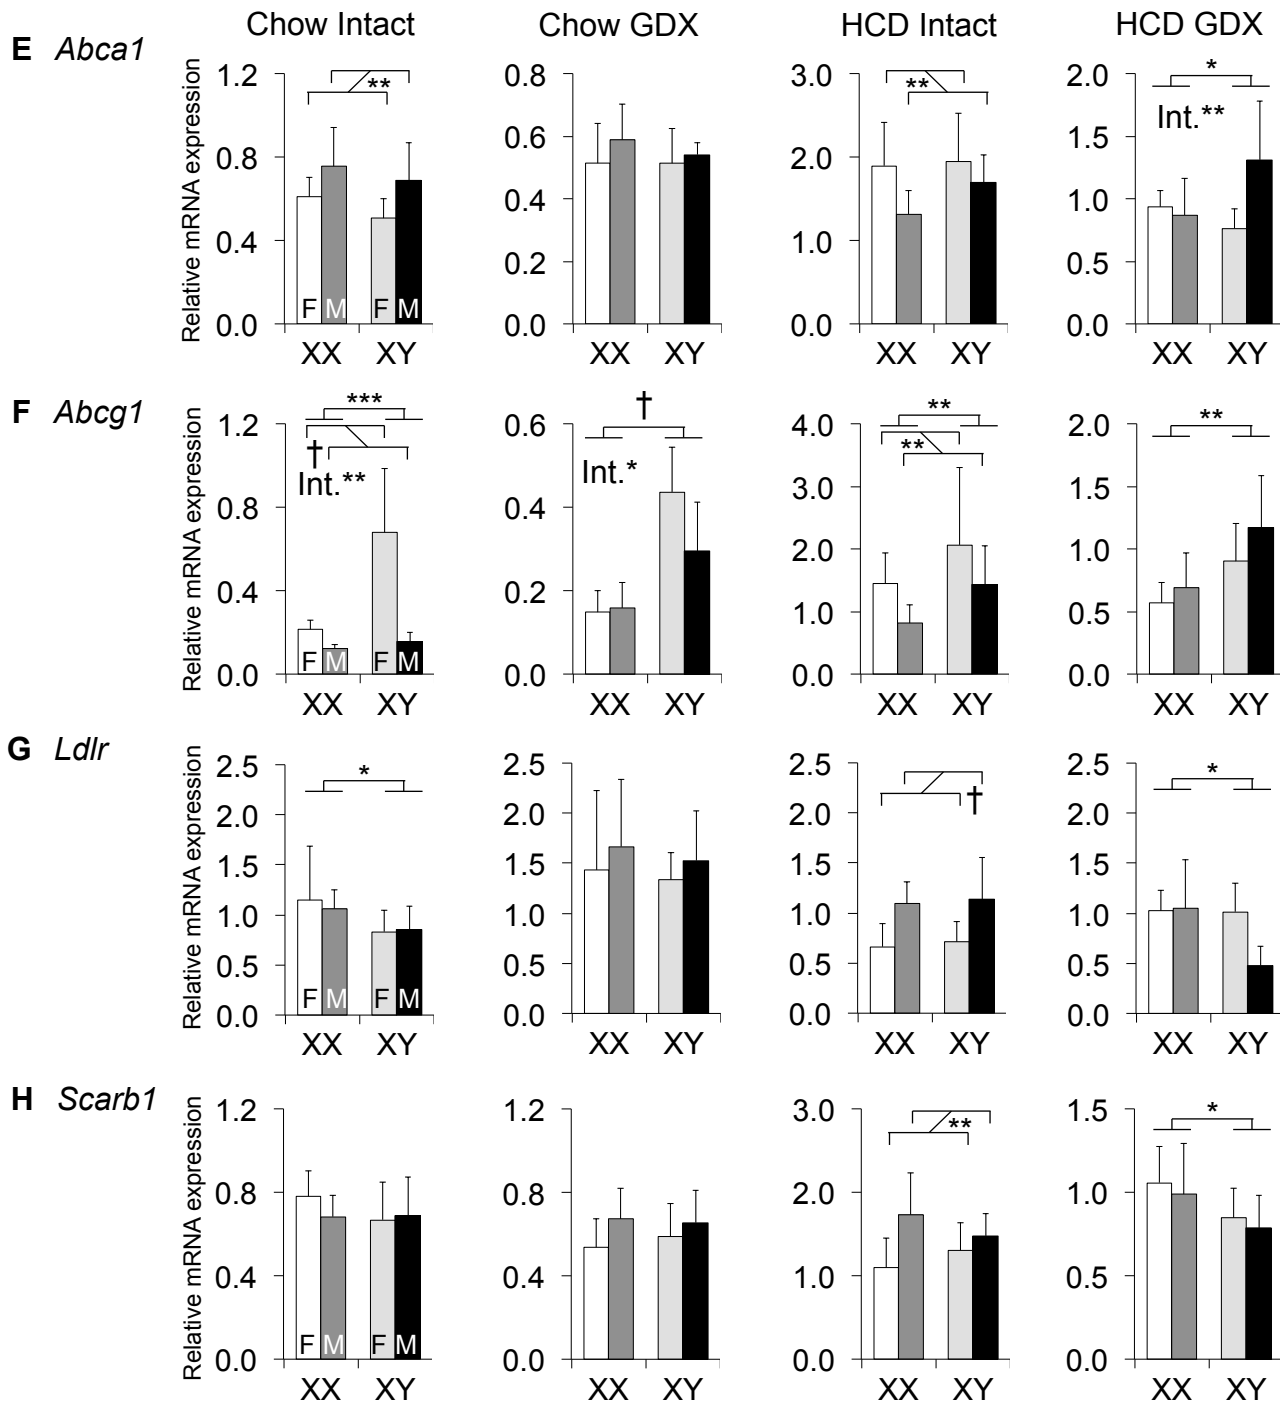 Chow Intact Chow GDX HCD Intact HCD GDX
E Abca1
Relative mRNA expression
1.2 0.8 3.0 2.0
** ** *
Int.**
0.8 0.6 2.0 1.5
0.4 0.4 1.0 1.0
0.2 0.5
F M F M
0.0 0.0 0.0 0.0
XX XY XX XY XX XY XX XY
F Abcg1
Relative mRNA expression
*** † ** **
1.2 0.6 4.0 2.0
† **
Int.** Int.*
0.8 0.4 3.0 1.5
0.4 0.2 2.0 1.0
1.0 0.5
F M F M
0.0 0.0 0.0 0.0
XX XY XX XY XX XY XX XY
G Ldlr
Relative mRNA expression
2.5 2.5 2.5 2.5
* † *
2.0 2.0 2.0 2.0
1.5 1.5 1.5 1.5
1.0 1.0 1.0 1.0
0.5 0.5 0.5 0.5
F M F M
0.0 0.0 0.0 0.0
XX XY XX XY XX XY XX XY
H Scarb1
Relative mRNA expression
1.2 1.2 3.0 1.5
** *
0.8 0.8 2.0 1.0
0.4 0.4 1.0 0.5
F M F M
0.0 0.0 0.0 0.0
XX XY XX XY XX XY XX XY